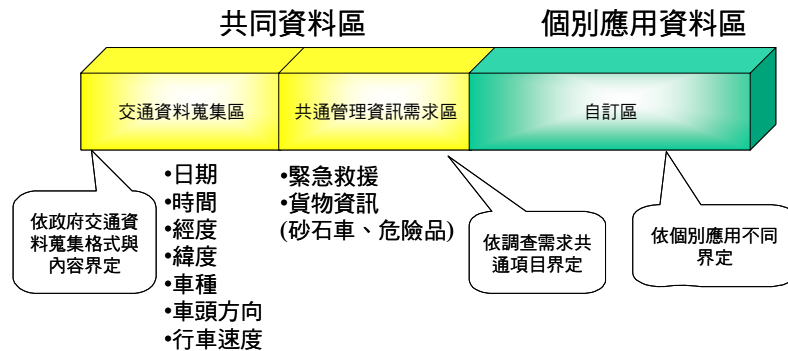 共同資料區
個別應用資料區
交通資料蒐集區
共通管理資訊需求區
自訂區
•日期
•時間
•經度
•緯度
•車種
•車頭方向
•行車速度
•緊急救援
•貨物資訊
(砂石車、危險品)
依政府交通資
料蒐集格式與
內容界定
依調查需求共
通項目界定
依個別應用不同
界定